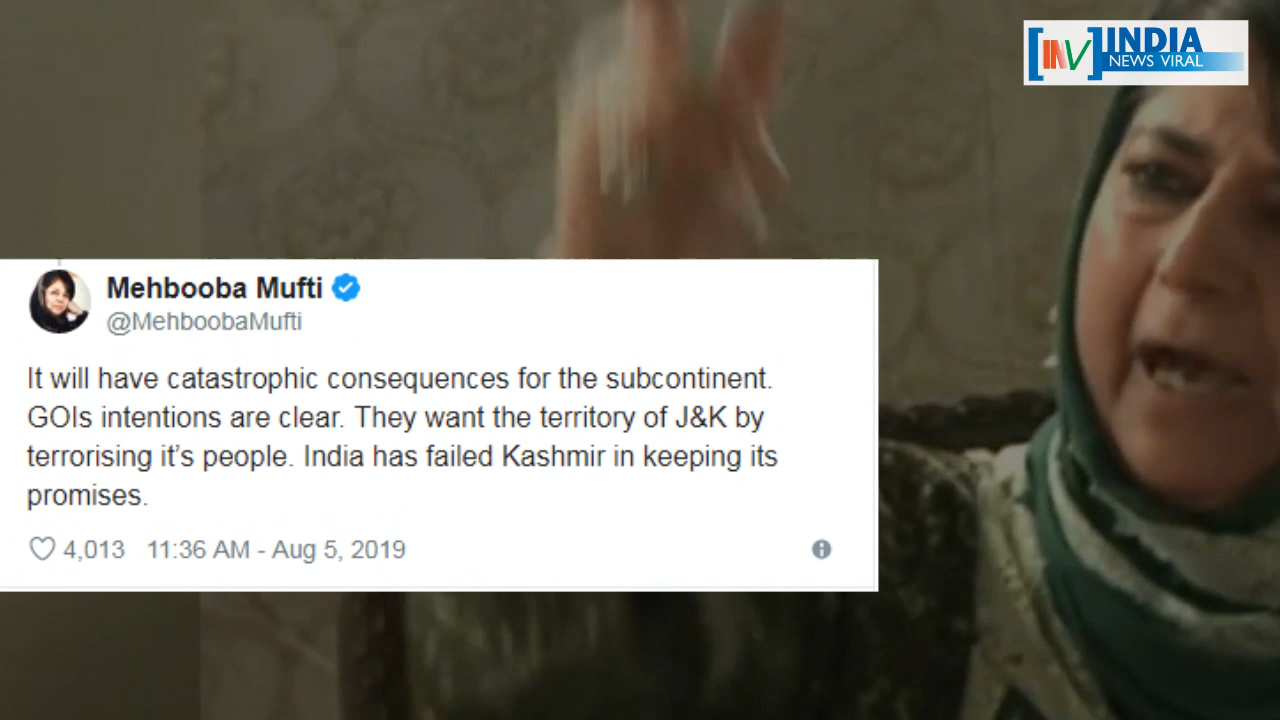 [INV] INDIA
NEWS VIRAL
Mehbooba Mufti
@MehboobaMufti
It will have catastrophic consequences for the subcontinent.
GOIs intentions are clear. They want the territory of J&K by
terrorising it's people. India has failed Kashmir in keeping its
promises.
4,013 11:36 AM - Aug 5, 2019